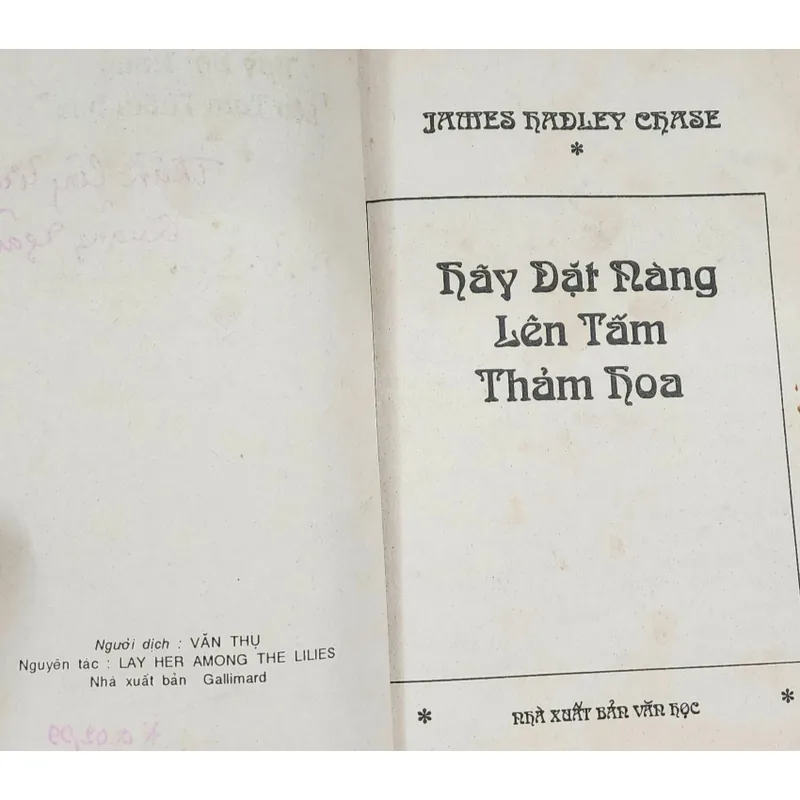 Người dịch : VĂN THỤ
Nguyên tác : LAY HER AMONG THE LILIES
Nhà xuất bản Gallimard
JAMES HADLEY CHASE
*
Hãy Đặt Nàng
Lên Tấm
Thảm Hoa
* NHÀ XUẤT BẢN VĂN HỌC *